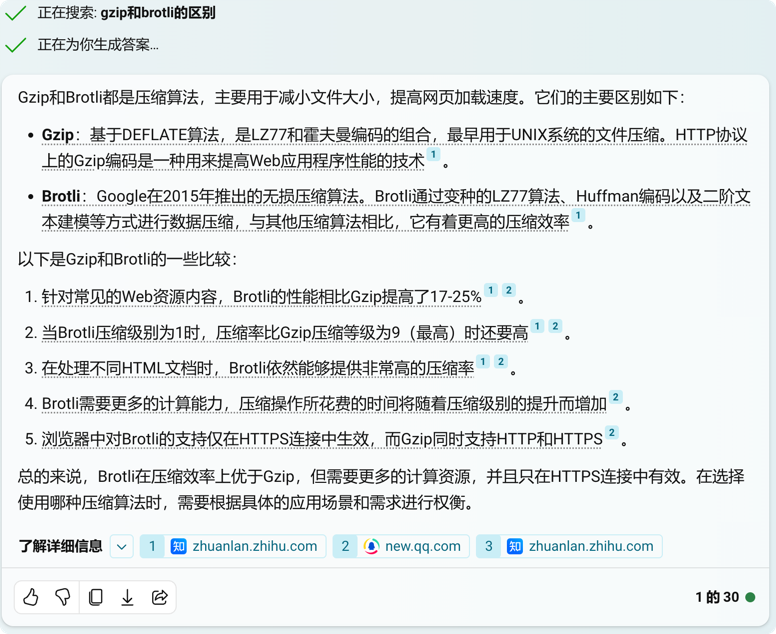 正在搜索: gzip和brotli的区别
正在为你生成答案...
Gzip和Brotli都是压缩算法，主要用于减小文件大小，提高网页加载速度。它们的主要区别如下：
• Gzip：基于DEFLATE算法，是LZ77和霍夫曼编码的组合，最早用于UNIX系统的文件压缩。HTTP协议
上的Gzip编码是一种用来提高Web应用程序性能的技术 1 。
• Brotli：Google在2015年推出的无损压缩算法。Brotli通过变种的LZ77算法、Huffman编码以及二阶文
本建模等方式进行数据压缩，与其他压缩算法相比，它有着更高的压缩效率 1 。
以下是Gzip和Brotli的一些比较：
1. 针对常见的Web资源内容，Brotli的性能相比Gzip提高了17-25% 1 2 。
2. 当Brotli压缩级别为1时，压缩率比Gzip压缩等级为9（最高）时还要高 1 2 。
3. 在处理不同HTML文档时，Brotli依然能够提供非常高的压缩率 1 2 。
4. Brotli需要更多的计算能力，压缩操作所花费的时间将随着压缩级别的提升而增加 2 。
5. 浏览器中对Brotli的支持仅在HTTPS连接中生效，而Gzip同时支持HTTP和HTTPS 2 。
总的来说，Brotli在压缩效率上优于Gzip，但需要更多的计算资源，并且只在HTTPS连接中有效。在选择
使用哪种压缩算法时，需要根据具体的应用场景和需求进行权衡。
了解详细信息 1 知 zhuanlan.zhihu.com 2 new.qq.com 3 知 zhuanlan.zhihu.com
1 的 30